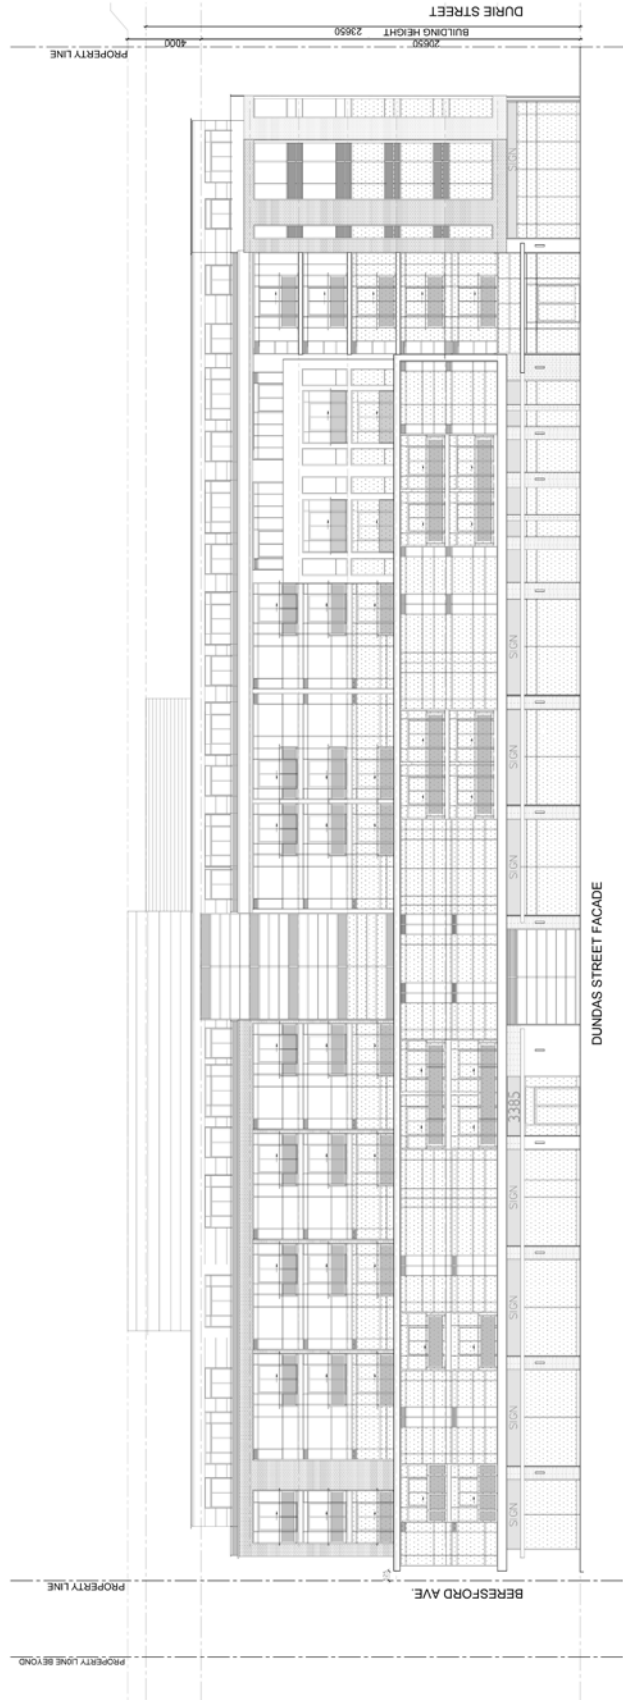 DURIE STREET
BUILDING HEIGHT
23650
20650
4000
PROPERTY LINE
SIGN
SIGN
SIGN
SIGN
3385
SIGN
SIGN
SIGN
SIGN
DUNDAS STREET FACADE
BERESFORD AVE.
PROPERTY LINE
PROPERTY LIONE BEYOND